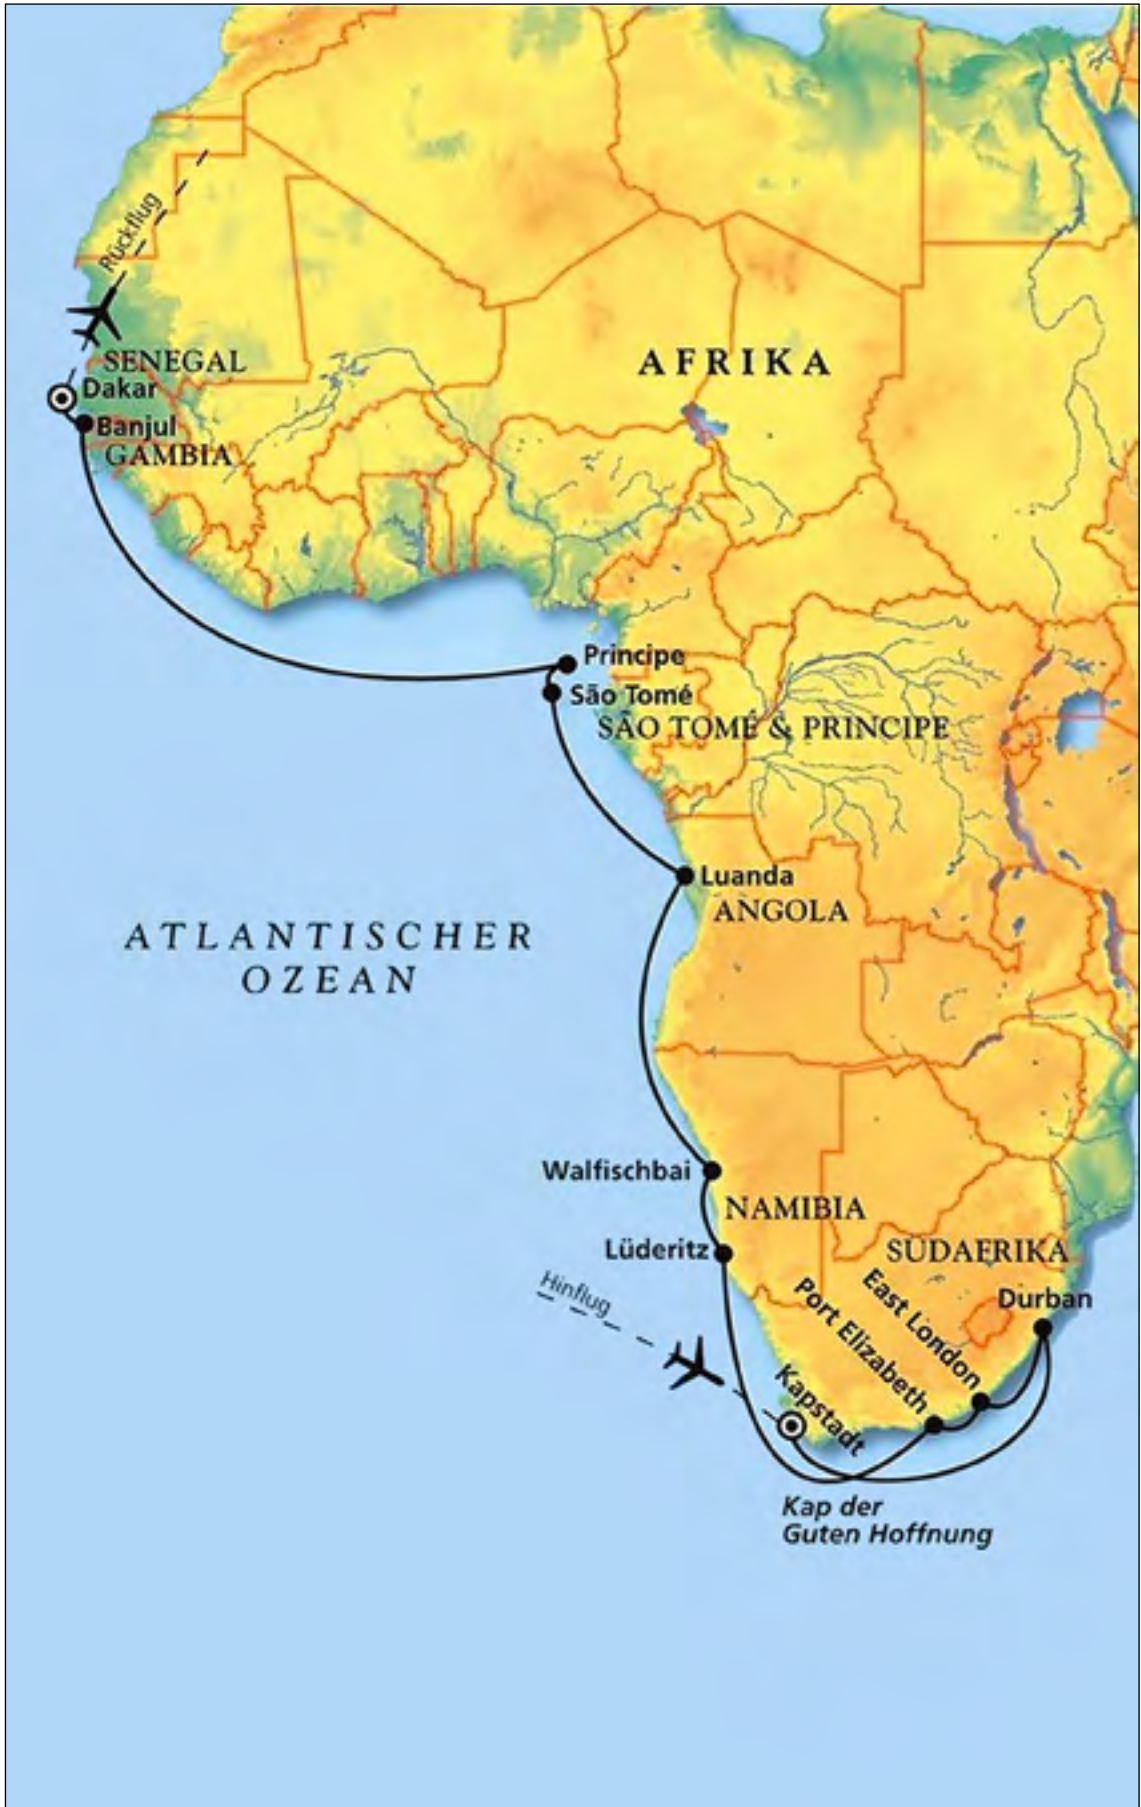 Rückflug
SENEGAL
Dakar
Banjul
GAMBIA
AFRIKA
Principe
São Tomé
SÃO TOMÉ & PRINCIPE
Luanda
ANGOLA
ATLANTISCHER
OZEAN
Walfischbai
NAMIBIA
Lüderitz
SÜDAFRIKA
Hinflug
Port Elizabeth
East London
Durban
Kapstadt
Kap der
Guten Hoffnung